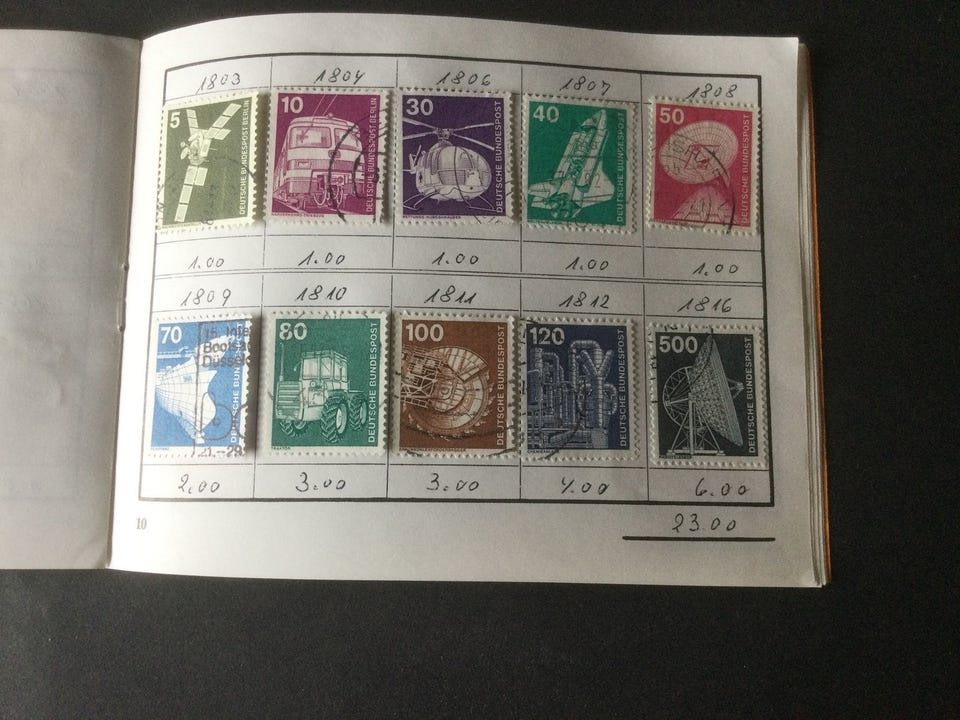 1803 1804 1806 1807 1808
5 DEUTSCHE BUNDESPOST BERLIN
10 DEUTSCHE BUNDESPOST BERLIN
30 DEUTSCHE BUNDESPOST
40 DEUTSCHE BUNDESPOST
50 DEUTSCHE BUNDESPOST
1.00 1.00 1.00 1.00 1.00
1809 1810 1811 1812 1816
70
80 DEUTSCHE BUNDESPOST
TRAKTOR
100 DEUTSCHE BUNDESPOST
120 DEUTSCHE BUNDESPOST
CHEMIEANLAGE
500 DEUTSCHE BUNDESPOST
2.00 3.00 3.00 4.00 6.00
10
23.00